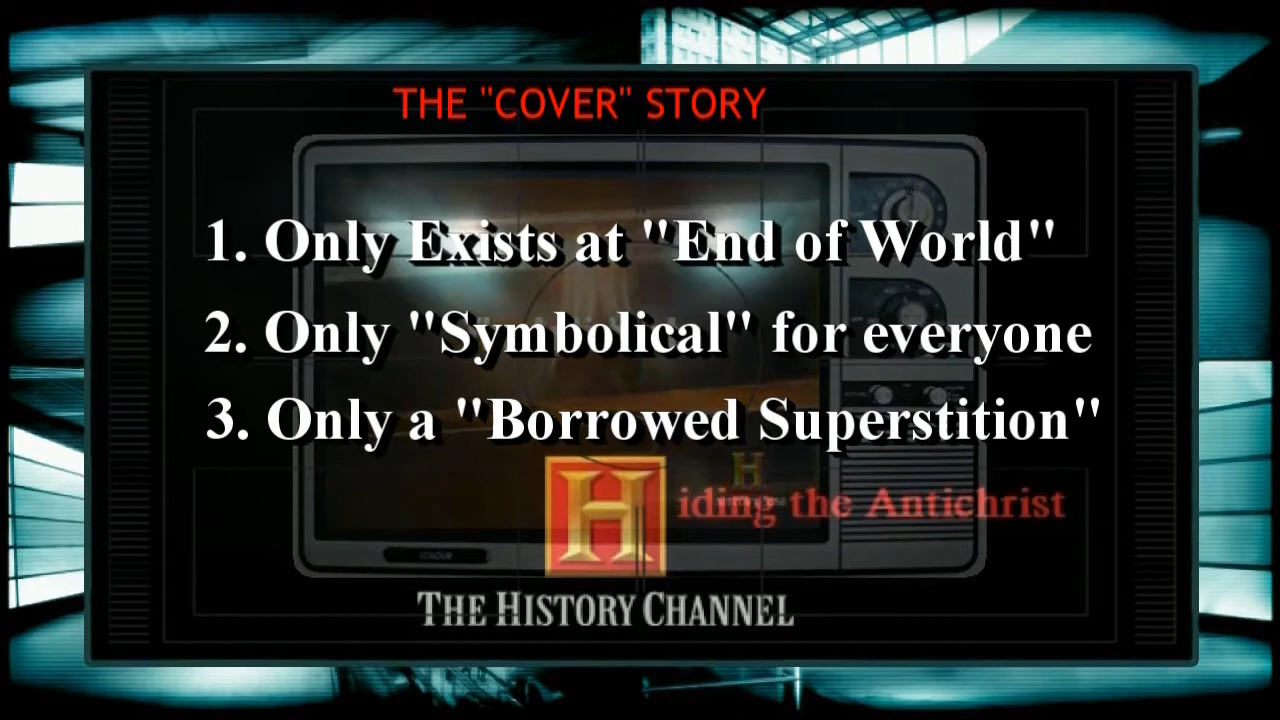 THE "COVER" STORY
1. Only Exists at "End of World"
2. Only "Symbolical" for everyone
3. Only a "Borrowed Superstition"
H
Hiding the Antichrist
THE HISTORY CHANNEL